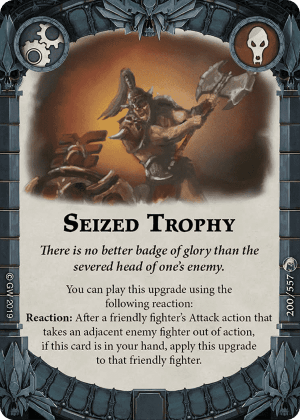 SEIZED TROPHY
There is no better badge of glory than the
severed head of one's enemy.
You can play this upgrade using the
following reaction:
Reaction: After a friendly fighter's Attack action that
takes an adjacent enemy fighter out of action,
if this card is in your hand, apply this upgrade
to that friendly fighter.
© GW 2019
200/557